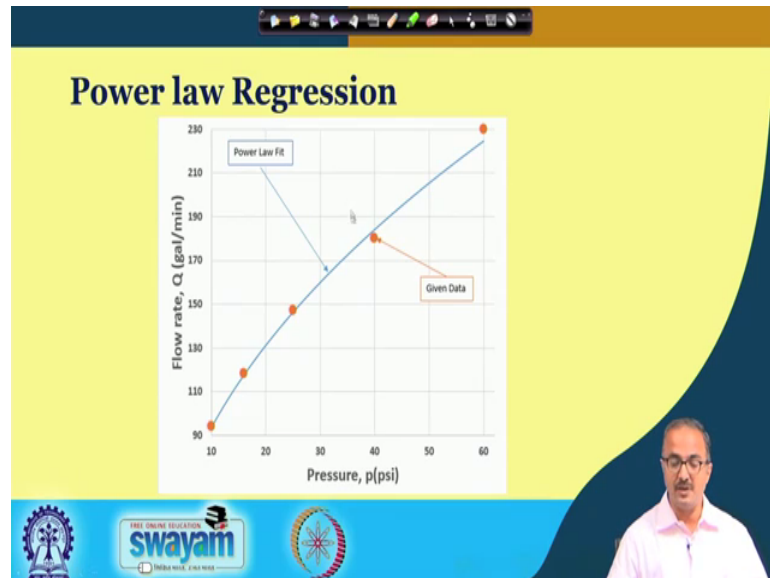 Power law Regression
230
210
190
170
150
130
110
90
Flow rate, Q (gal/min)
Power Law Fit
Given Data
10 20 30 40 50 60
Pressure, p(psi)
FREE ONLINE EDUCATION
swayam